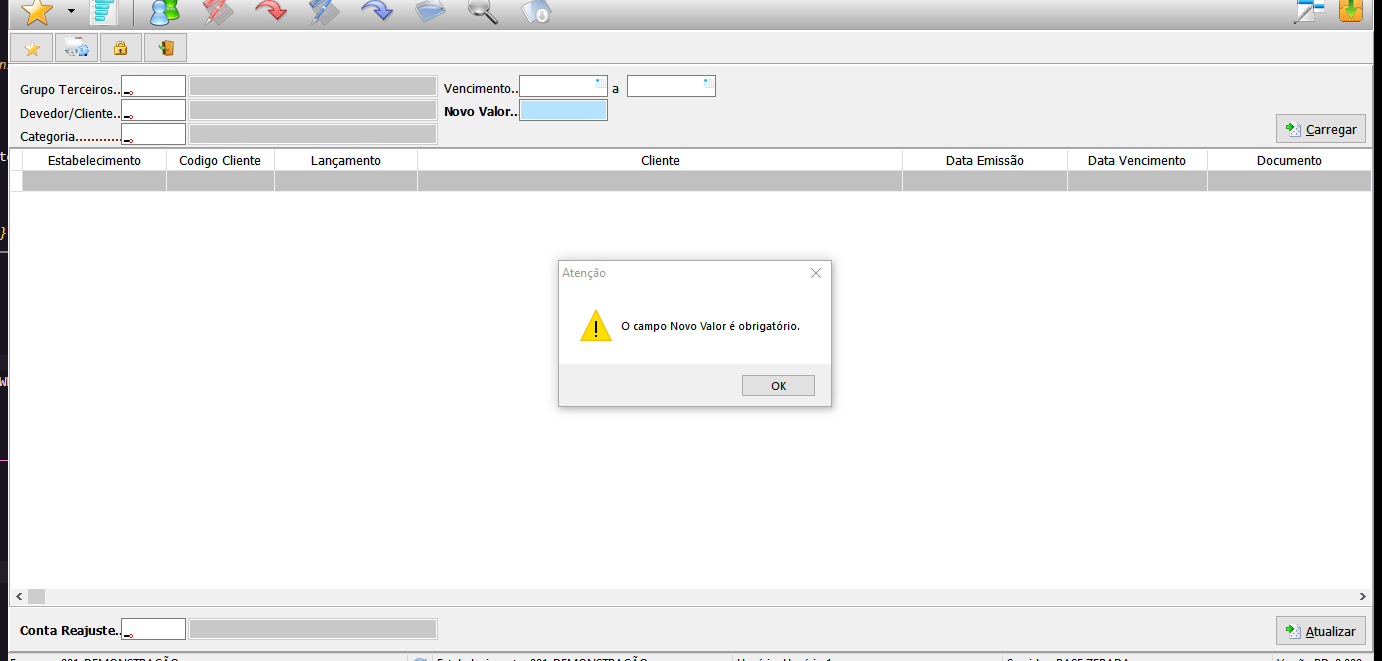 Grupo Terceiros..
Vencimento.. a
Devedor/Cliente..
Novo Valor..
Categoria............
Carregar
Estabelecimento Codigo Cliente Lançamento Cliente Data Emissão Data Vencimento Documento
Atenção
O campo Novo Valor é obrigatório.
OK
Conta Reajuste..
Atualizar